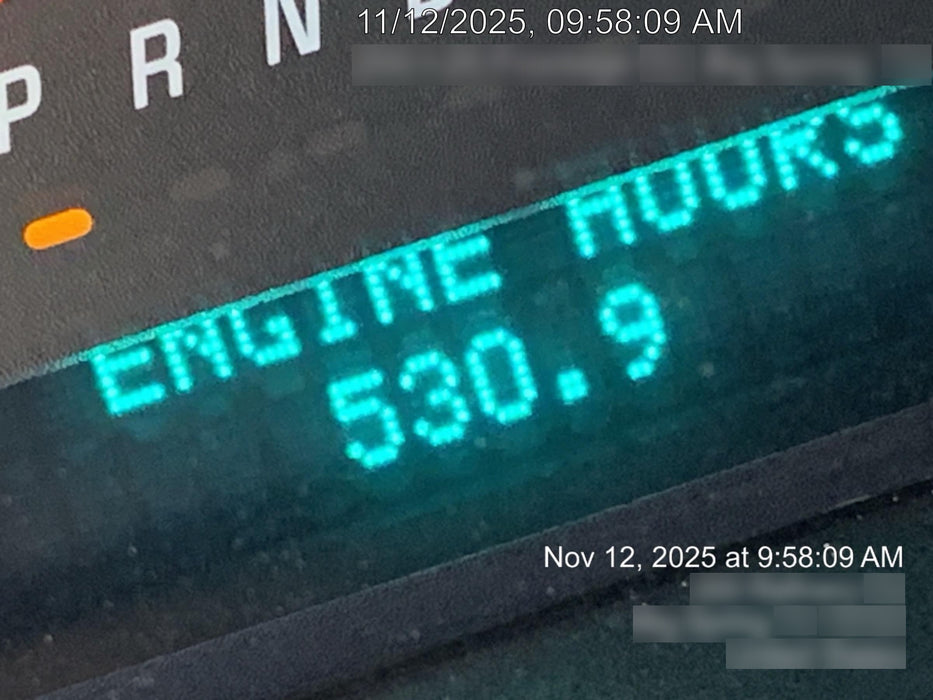 11/12/2025, 09:58:09 AM
P R N D
ENGINE HOURS
530.9
Nov 12, 2025 at 9:58:09 AM